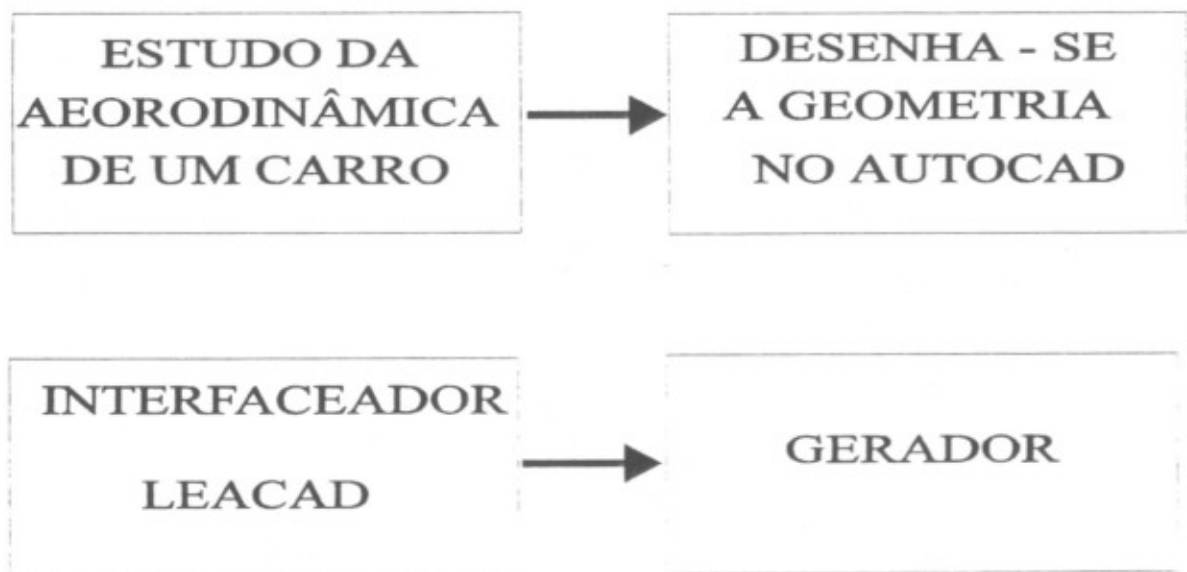 ESTUDO DA
AEORODINÂMICA
DE UM CARRO
DESENHA - SE
A GEOMETRIA
NO AUTOCAD
INTERFACEADOR
LEACAD
GERADOR